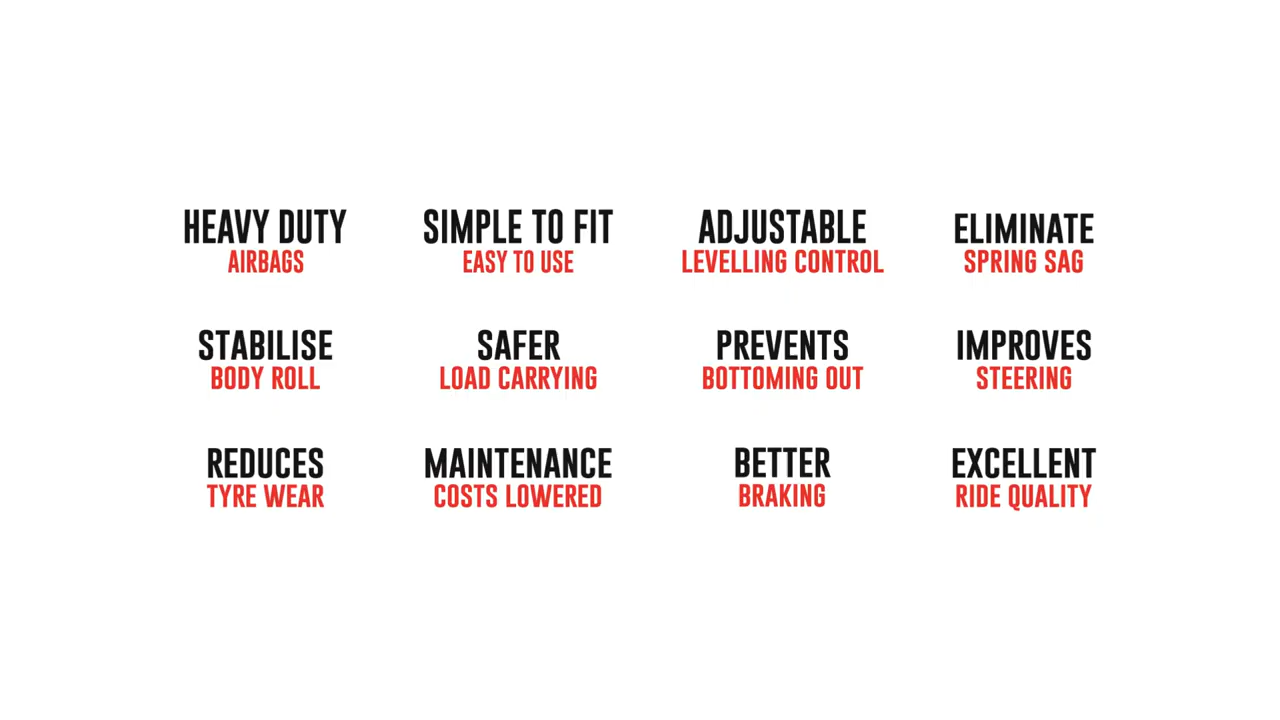 HEAVY DUTY
AIRBAGS
SIMPLE TO FIT
EASY TO USE
ADJUSTABLE
LEVELLING CONTROL
ELIMINATE
SPRING SAG
STABILISE
BODY ROLL
SAFER
LOAD CARRYING
PREVENTS
BOTTOMING OUT
IMPROVES
STEERING
REDUCES
TYRE WEAR
MAINTENANCE
COSTS LOWERED
BETTER
BRAKING
EXCELLENT
RIDE QUALITY